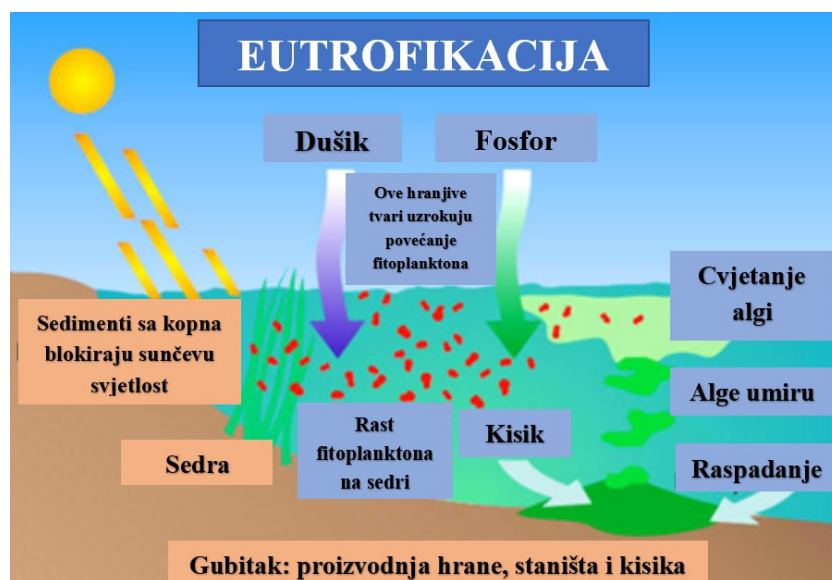 EUTROFIKACIJA
Dušik
Fosfor
Ove hranjive
tvari uzrokuju
povećanje
fitoplanktona
Cvjetanje
algi
Sedimenti sa kopna
blokiraju sunčevu
svjetlost
Alge umiru
Rast
fitoplanktona
na sedri
Kisik
Sedra
Raspadanje
Gubitak: proizvodnja hrane, staništa i kisika